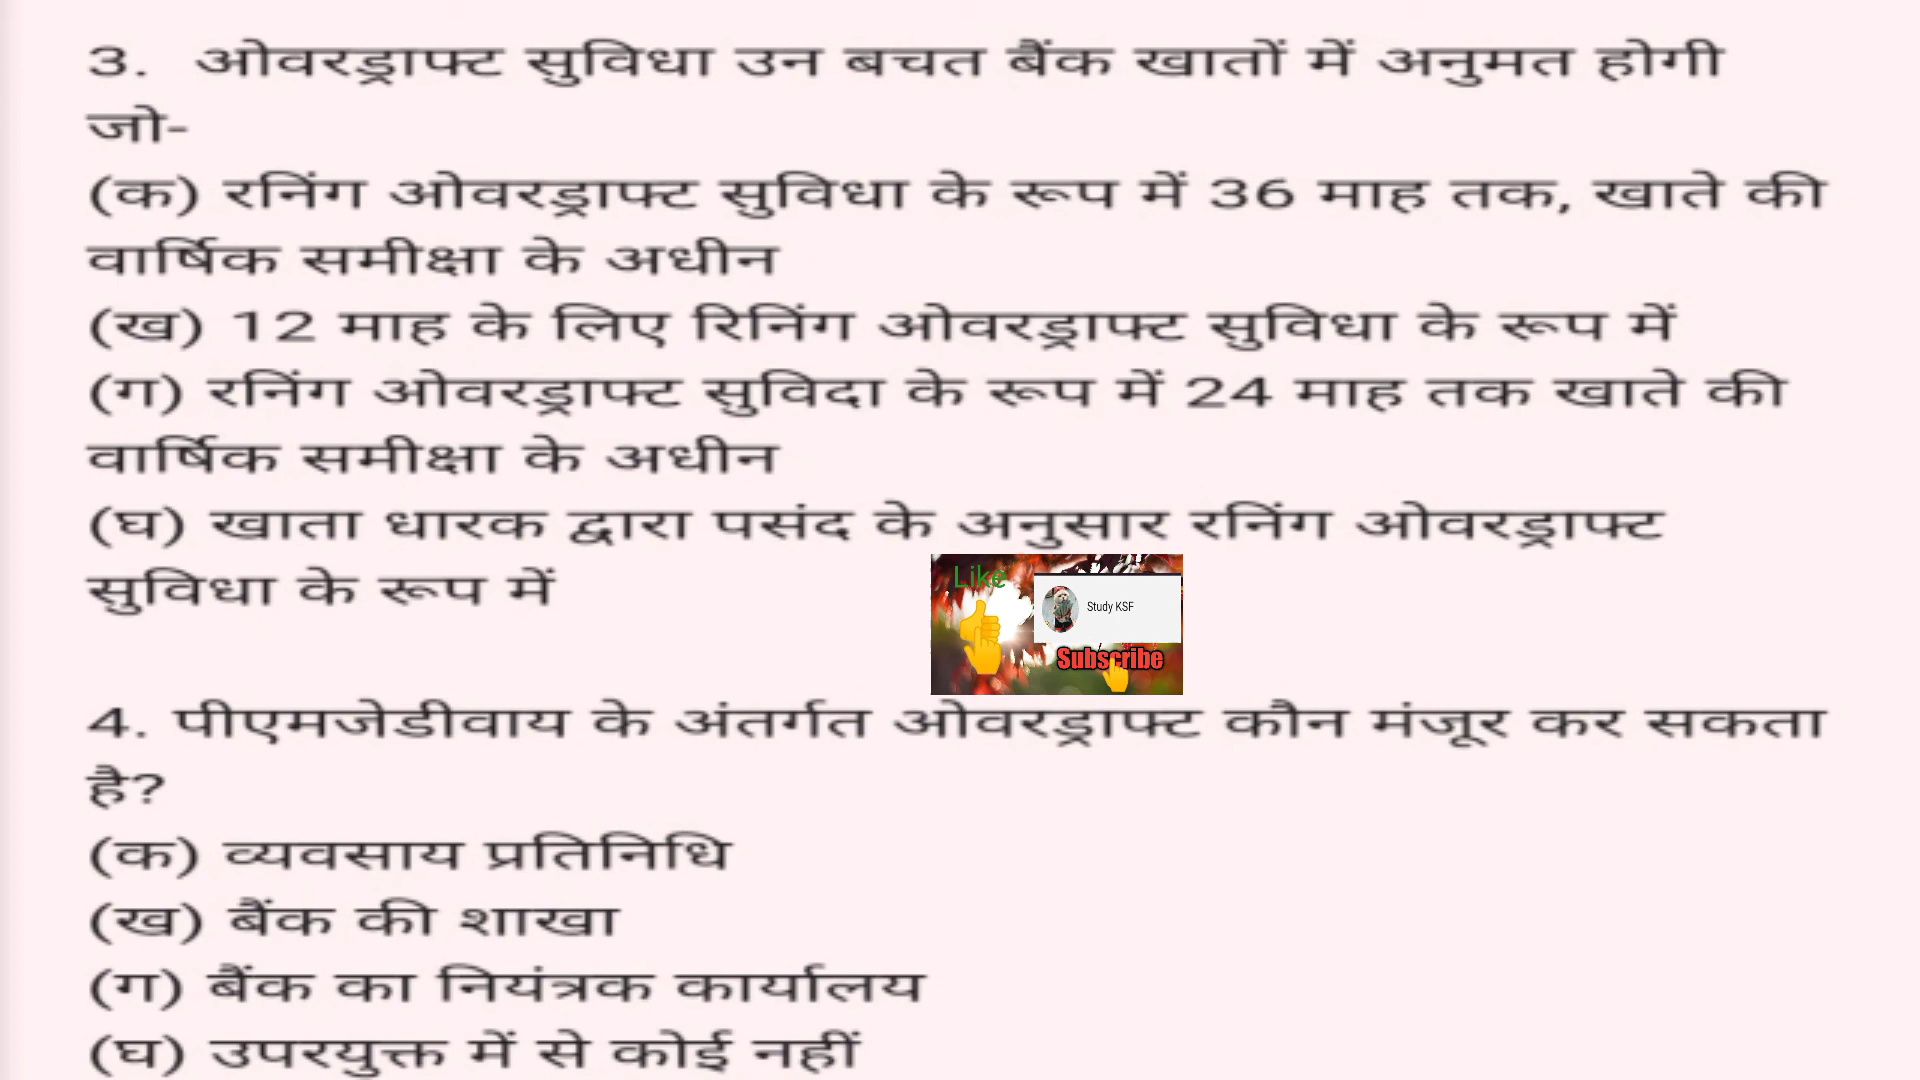 3. ओवरड्राफ्ट सुविधा उन बचत बैंक खातों में अनुमत होगी
जो-
(क) रनिंग ओवरड्राफ्ट सुविधा के रूप में 36 माह तक, खाते की
वार्षिक समीक्षा के अधीन
(ख) 12 माह के लिए रिनिंग ओवरड्राफ्ट सुविधा के रूप में
(ग) रनिंग ओवरड्राफ्ट सुविदा के रूप में 24 माह तक खाते की
वार्षिक समीक्षा के अधीन
(घ) खाता धारक द्वारा पसंद के अनुसार रनिंग ओवरड्राफ्ट
सुविधा के रूप में
Like
Study KSF
Subscribe
4. पीएमजेडीवाय के अंतर्गत ओवरड्राफ्ट कौन मंजूर कर सकता
है?
(क) व्यवसाय प्रतिनिधि
(ख) बैंक की शाखा
(ग) बैंक का नियंत्रक कार्यालय
(घ) उपरयुक्त में से कोई नहीं